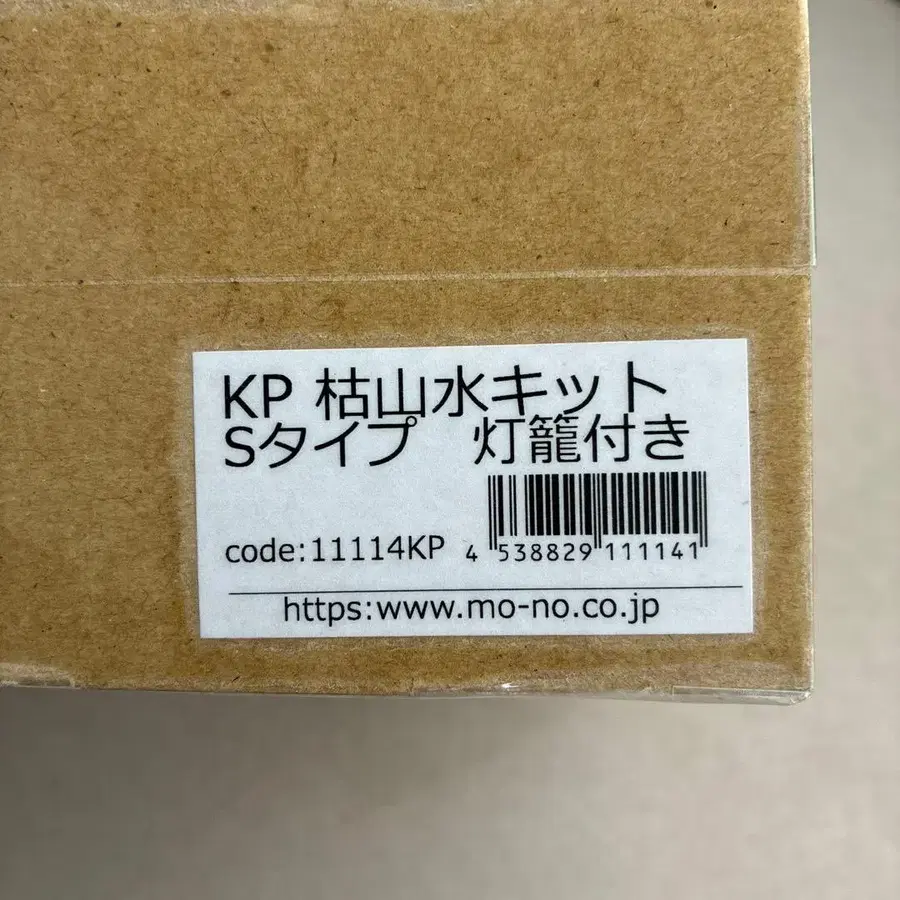 KP 枯山水キット
Sタイプ　灯籠付き
code:11114KP
4 538829 111141
https:www.mo-no.co.jp